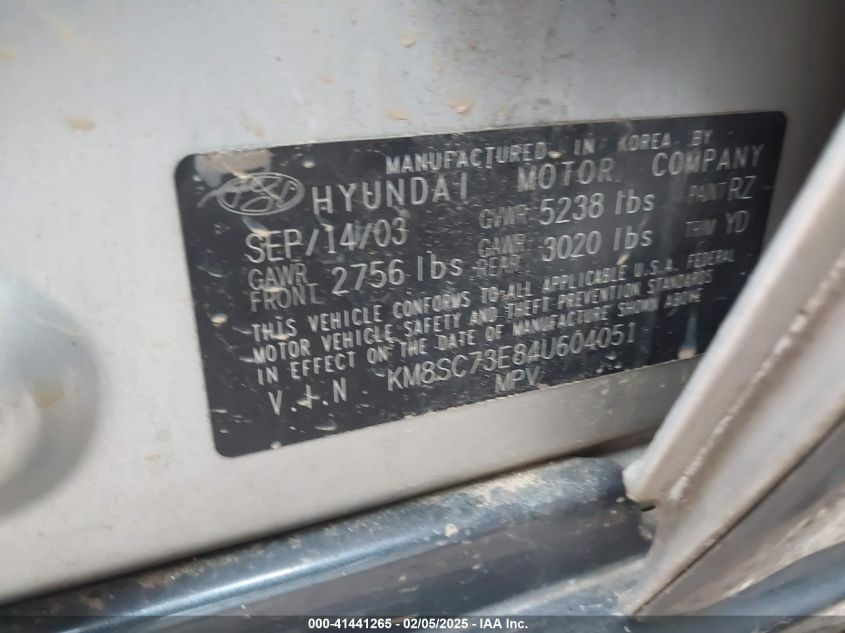 MANUFACTURED IN KOREA BY
HYUNDAI MOTOR COMPANY
SEP/14/03 GVWR 5238 lbs PAINT RZ
GAWR FRONT 2756 lbs GAWR REAR 3020 lbs TRIM YD
THIS VEHICLE CONFORMS TO ALL APPLICABLE U.S.A. FEDERAL
MOTOR VEHICLE SAFETY AND THEFT PREVENTION STANDARDS
IN EFFECT ON THE DATE OF MANUFACTURE SHOWN ABOVE
V.I.N KM8SC73E84U604051
MPV
000-41441265 - 02/05/2025 - IAA Inc.